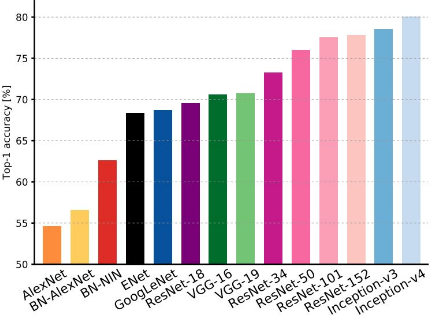 Top-1 accuracy [%]
80
75
70
65
60
55
50
AlexNet
BN-AlexNet
BN-NIN
ENet
GoogLeNet
ResNet-18
VGG-16
VGG-19
ResNet-34
ResNet-50
ResNet-101
ResNet-152
Inception-v3
Inception-v4